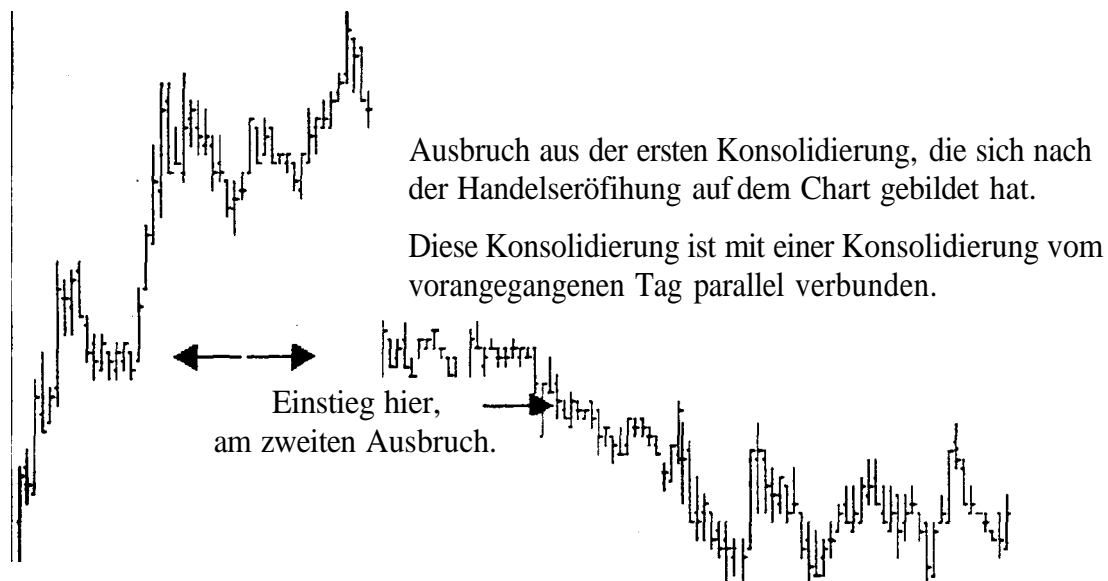 Ausbruch aus der ersten Konsolidierung, die sich nach
der Handelseröfihung auf dem Chart gebildet hat.
Diese Konsolidierung ist mit einer Konsolidierung vom
vorangegangenen Tag parallel verbunden.
Einstieg hier,
am zweiten Ausbruch.